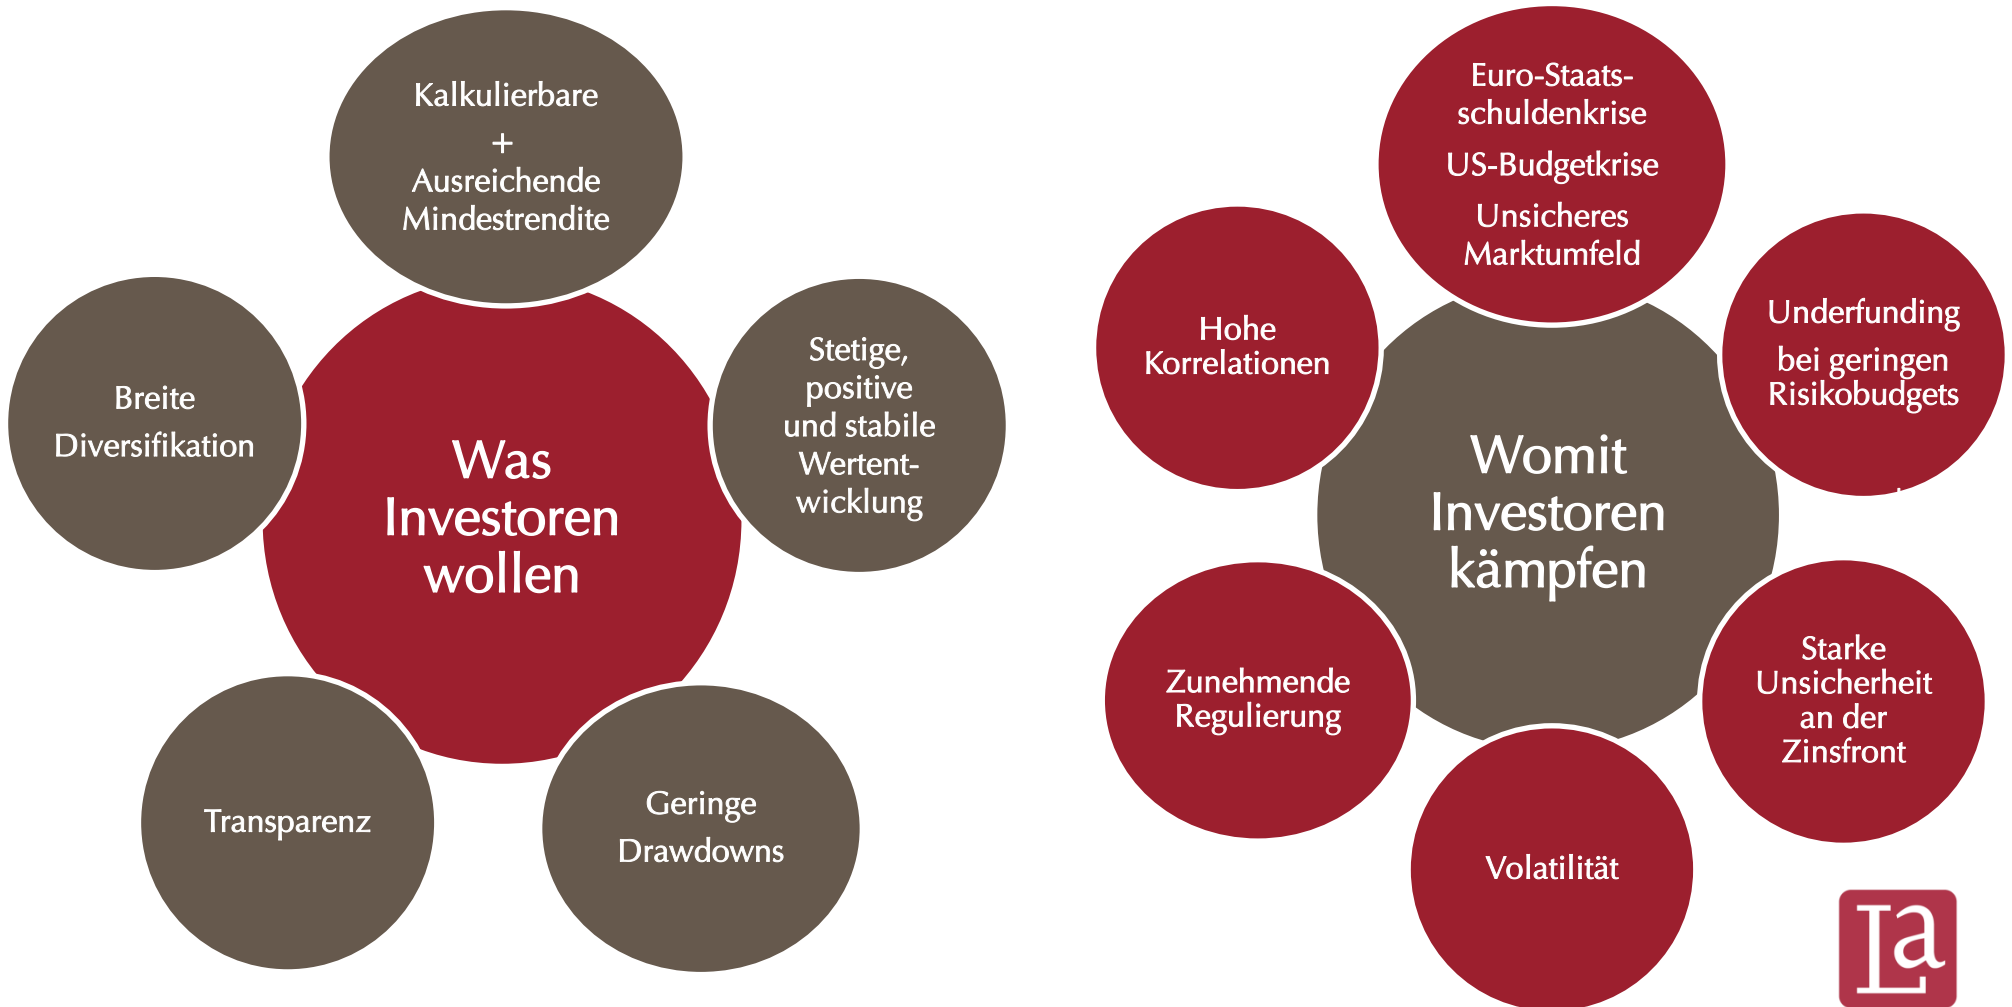 Kalkulierbare
+
Ausreichende
Mindestrendite
Breite
Diversifikation
Stetige,
positive
und stabile
Wertent-
wicklung
Was
Investoren
wollen
Transparenz
Geringe
Drawdowns
Euro-Staats-
schuldenkrise
US-Budgetkrise
Unsicheres
Marktumfeld
Hohe
Korrelationen
Underfunding
bei geringen
Risikobudgets
Womit
Investoren
kämpfen
Zunehmende
Regulierung
Starke
Unsicherheit
an der
Zinsfront
Volatilität
La